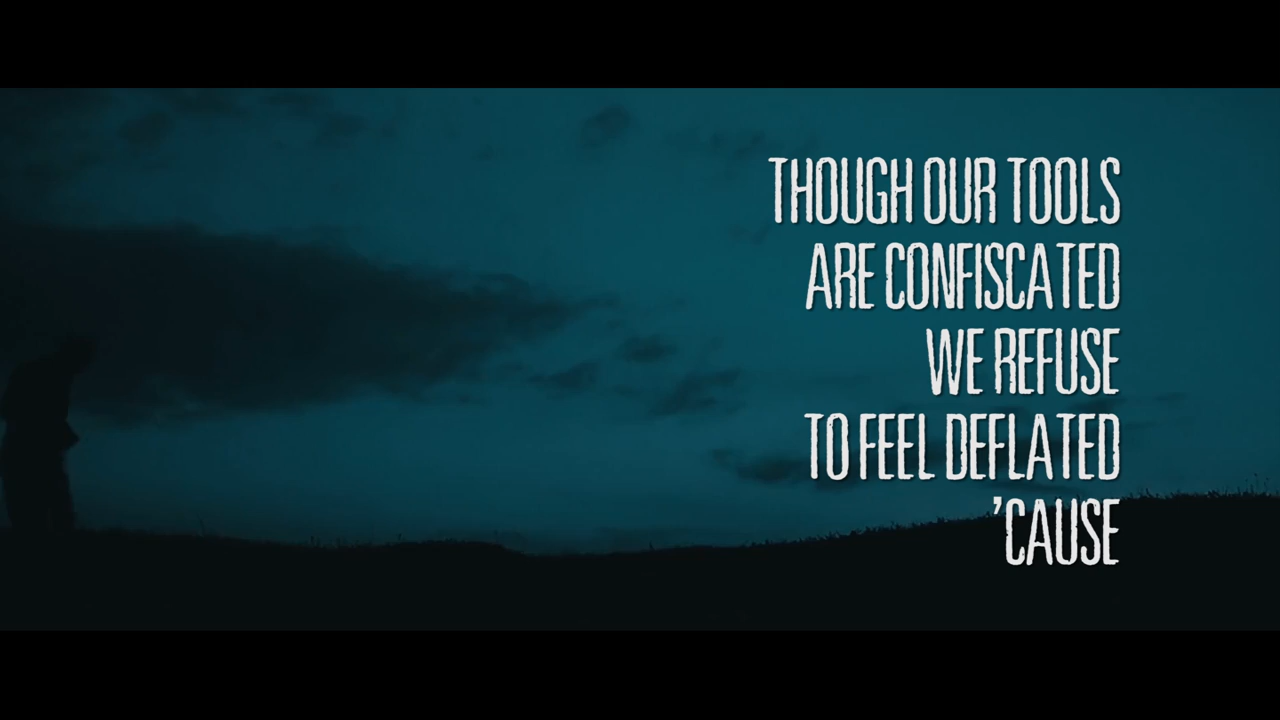 THOUGH OUR TOOLS
ARE CONFISCATED
WE REFUSE
TO FEEL DEFLATED
'CAUSE